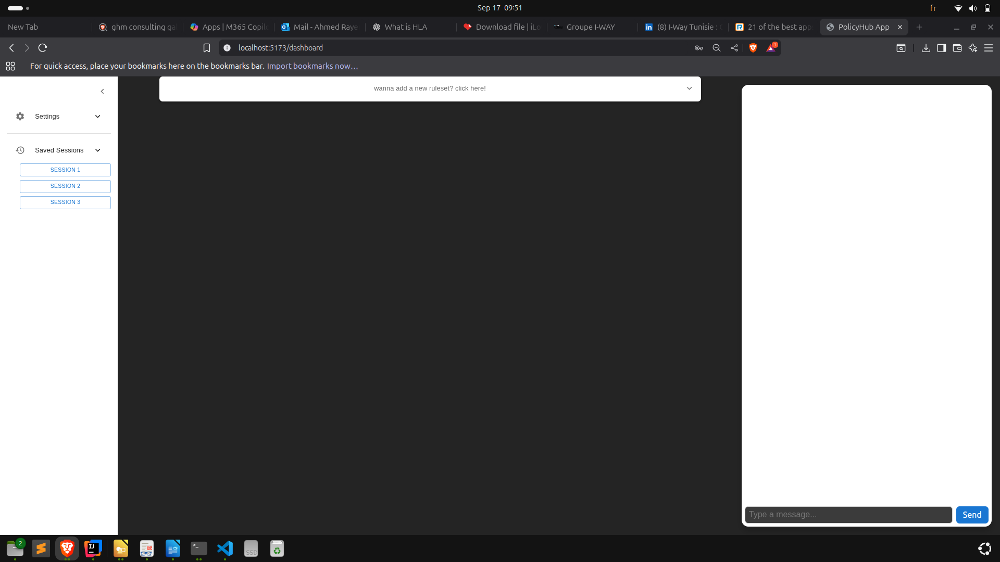 Sep 17 09:51
fr
New Tab
ghm consulting ga
Apps | M365 Copilo
Mail - Ahmed Raye
What is HLA
Download file | iLo
Groupe I-WAY
(8) I-Way Tunisie :
21 of the best app
PolicyHub App
localhost:5173/dashboard
1
For quick access, place your bookmarks here on the bookmarks bar. Import bookmarks now...
wanna add a new ruleset? click here!
Settings
Saved Sessions
SESSION 1
SESSION 2
SESSION 3
Type a message...
Send
2
IJ
>_
SSD